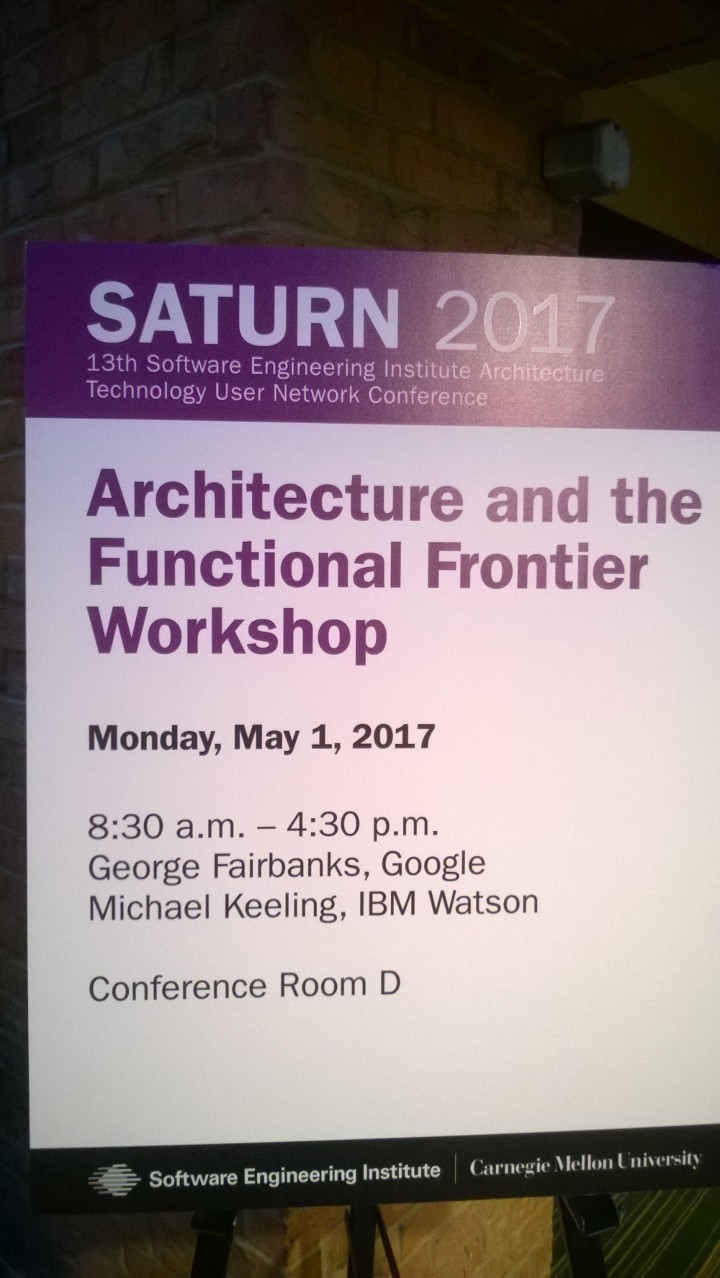 SATURN 2017
13th Software Engineering Institute Architecture
Technology User Network Conference
Architecture and the
Functional Frontier
Workshop
Monday, May 1, 2017
8:30 a.m. – 4:30 p.m.
George Fairbanks, Google
Michael Keeling, IBM Watson
Conference Room D
Software Engineering Institute | Carnegie Mellon University